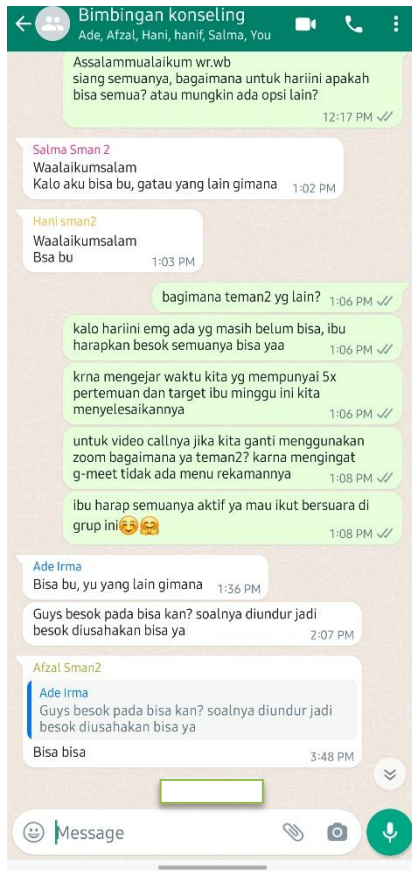 Bimbingan konseling
Ade, Afzal, Hani, hanif, Salma, You
Assalammualaikum wr.wb
siang semuanya, bagaimana untuk hariini apakah
bisa semua? atau mungkin ada opsi lain?
12:17 PM
Salma Sman 2
Waalaikumsalam
Kalo aku bisa bu, gatau yang lain gimana 1:02 PM
Hani sman2
Waalaikumsalam
Bsa bu 1:03 PM
bagimana teman2 yg lain? 1:06 PM
kalo hariini emg ada yg masih belum bisa, ibu
harapkan besok semuanya bisa yaa 1:06 PM
krna mengejar waktu kita yg mempunyai 5x
pertemuan dan target ibu minggu ini kita
menyelesaikannya 1:06 PM
untuk video callnya jika kita ganti menggunakan
zoom bagaimana ya teman2? karna mengingat
g-meet tidak ada menu rekamannya 1:08 PM
ibu harap semuanya aktif ya mau ikut bersuara di
grup ini☺️🤗 1:08 PM
Ade Irma
Bisa bu, yu yang lain gimana 1:36 PM
Guys besok pada bisa kan? soalnya diundur jadi
besok diusahakan bisa ya 2:07 PM
Afzal Sman2
Ade Irma
Guys besok pada bisa kan? soalnya diundur jadi
besok diusahakan bisa ya
Bisa bisa 3:48 PM
Message